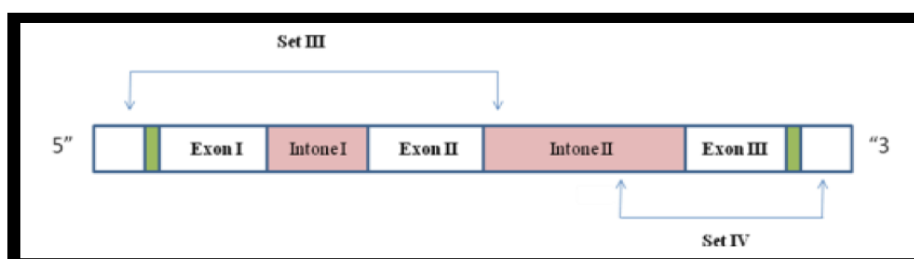 Set III
5” Exon I Intone I Exon II Intone II Exon III “3
Set IV